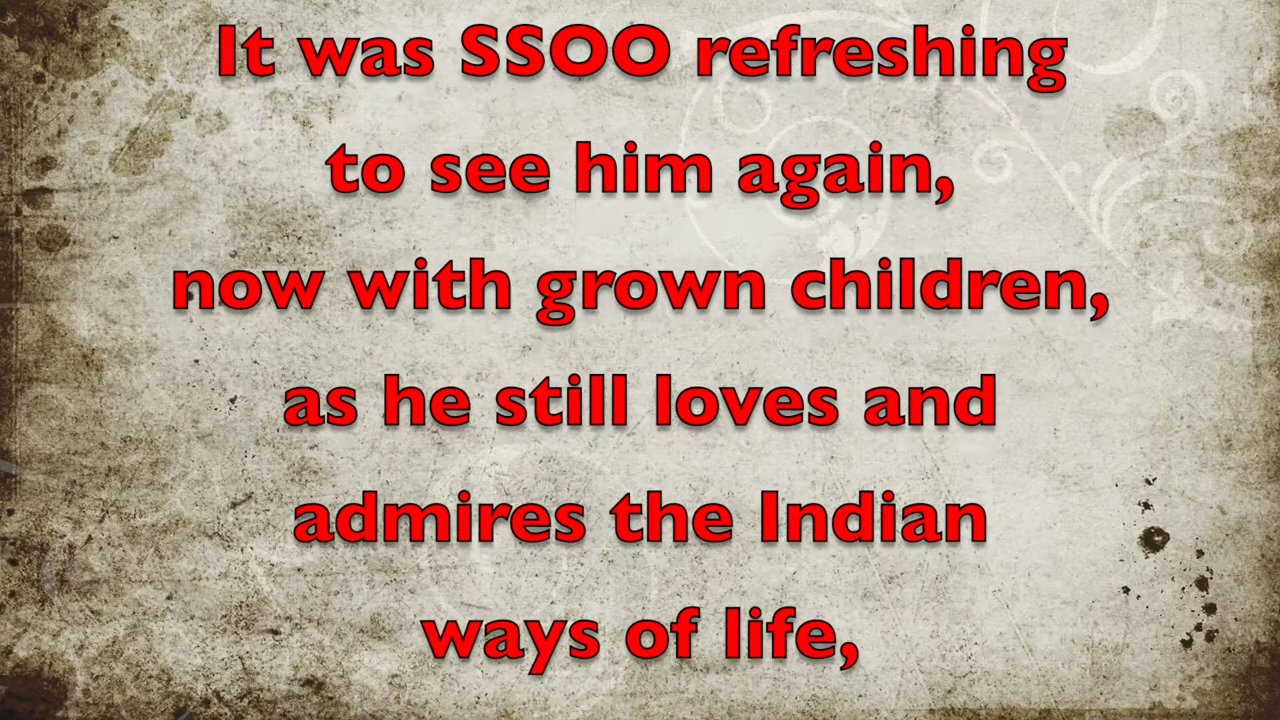 It was SSOO refreshing
to see him again,
now with grown children,
as he still loves and
admires the Indian
ways of life,